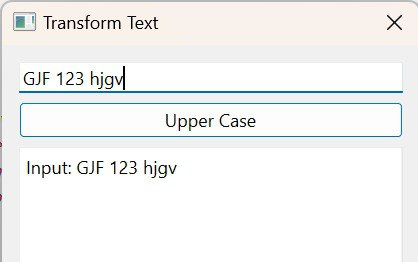 Transform Text
GJF 123 hjgv
Upper Case
Input: GJF 123 hjgv